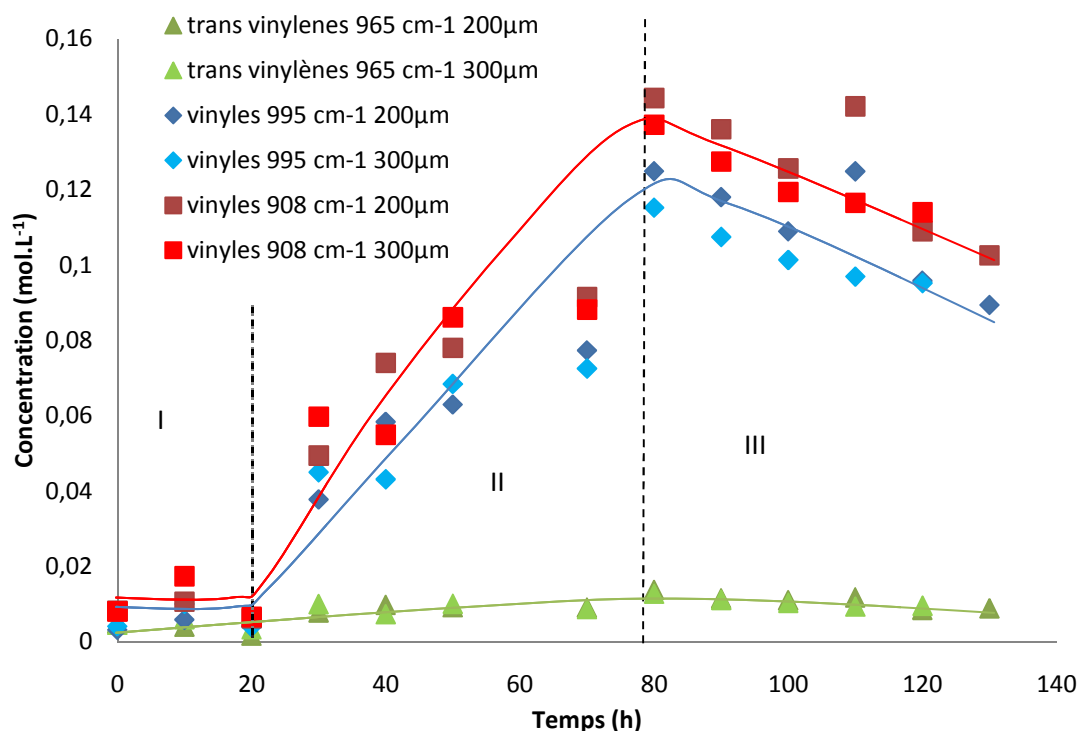 trans vinylenes 965 cm-1 200µm
trans vinylènes 965 cm-1 300µm
vinyles 995 cm-1 200µm
vinyles 995 cm-1 300µm
vinyles 908 cm-1 200µm
vinyles 908 cm-1 300µm
Concentration (mol.L⁻¹)
0,16
0,14
0,12
0,1
0,08
0,06
0,04
0,02
0
I
II
III
0 20 40 60 80 100 120 140
Temps (h)